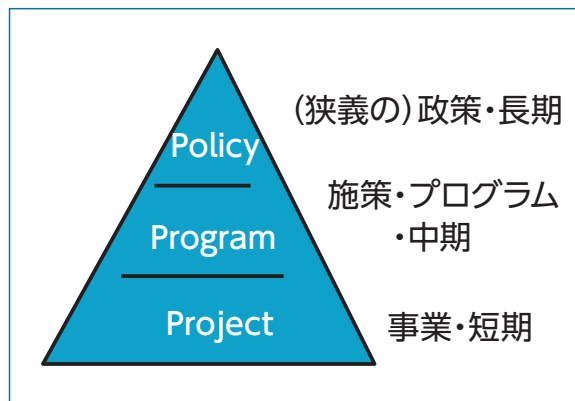 (狭義の)政策・長期
Policy
施策・プログラム
・中期
Program
Project
事業・短期